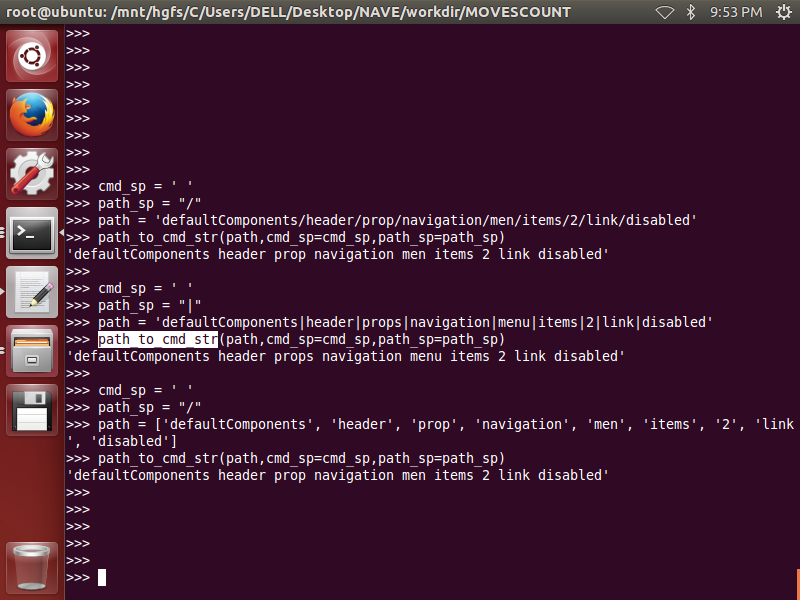 root@ubuntu: /mnt/hgfs/C/Users/DELL/Desktop/NAVE/workdir/MOVESCOUNT 9:53 PM
>>>
>>>
>>>
>>>
>>>
>>>
>>>
>>>
>>>
>>> cmd_sp = ' '
>>> path_sp = "/"
>>> path = 'defaultComponents/header/prop/navigation/men/items/2/link/disabled'
>>> path_to_cmd_str(path,cmd_sp=cmd_sp,path_sp=path_sp)
'defaultComponents header prop navigation men items 2 link disabled'
>>>
>>> cmd_sp = ' '
>>> path_sp = "|"
>>> path = 'defaultComponents|header|props|navigation|menu|items|2|link|disabled'
>>> path_to_cmd_str(path,cmd_sp=cmd_sp,path_sp=path_sp)
'defaultComponents header props navigation menu items 2 link disabled'
>>>
>>> cmd_sp = ' '
>>> path_sp = "/"
>>> path = ['defaultComponents', 'header', 'prop', 'navigation', 'men', 'items', '2', 'link
', 'disabled']
>>> path_to_cmd_str(path,cmd_sp=cmd_sp,path_sp=path_sp)
'defaultComponents header prop navigation men items 2 link disabled'
>>>
>>>
>>>
>>>
>>>
>>>